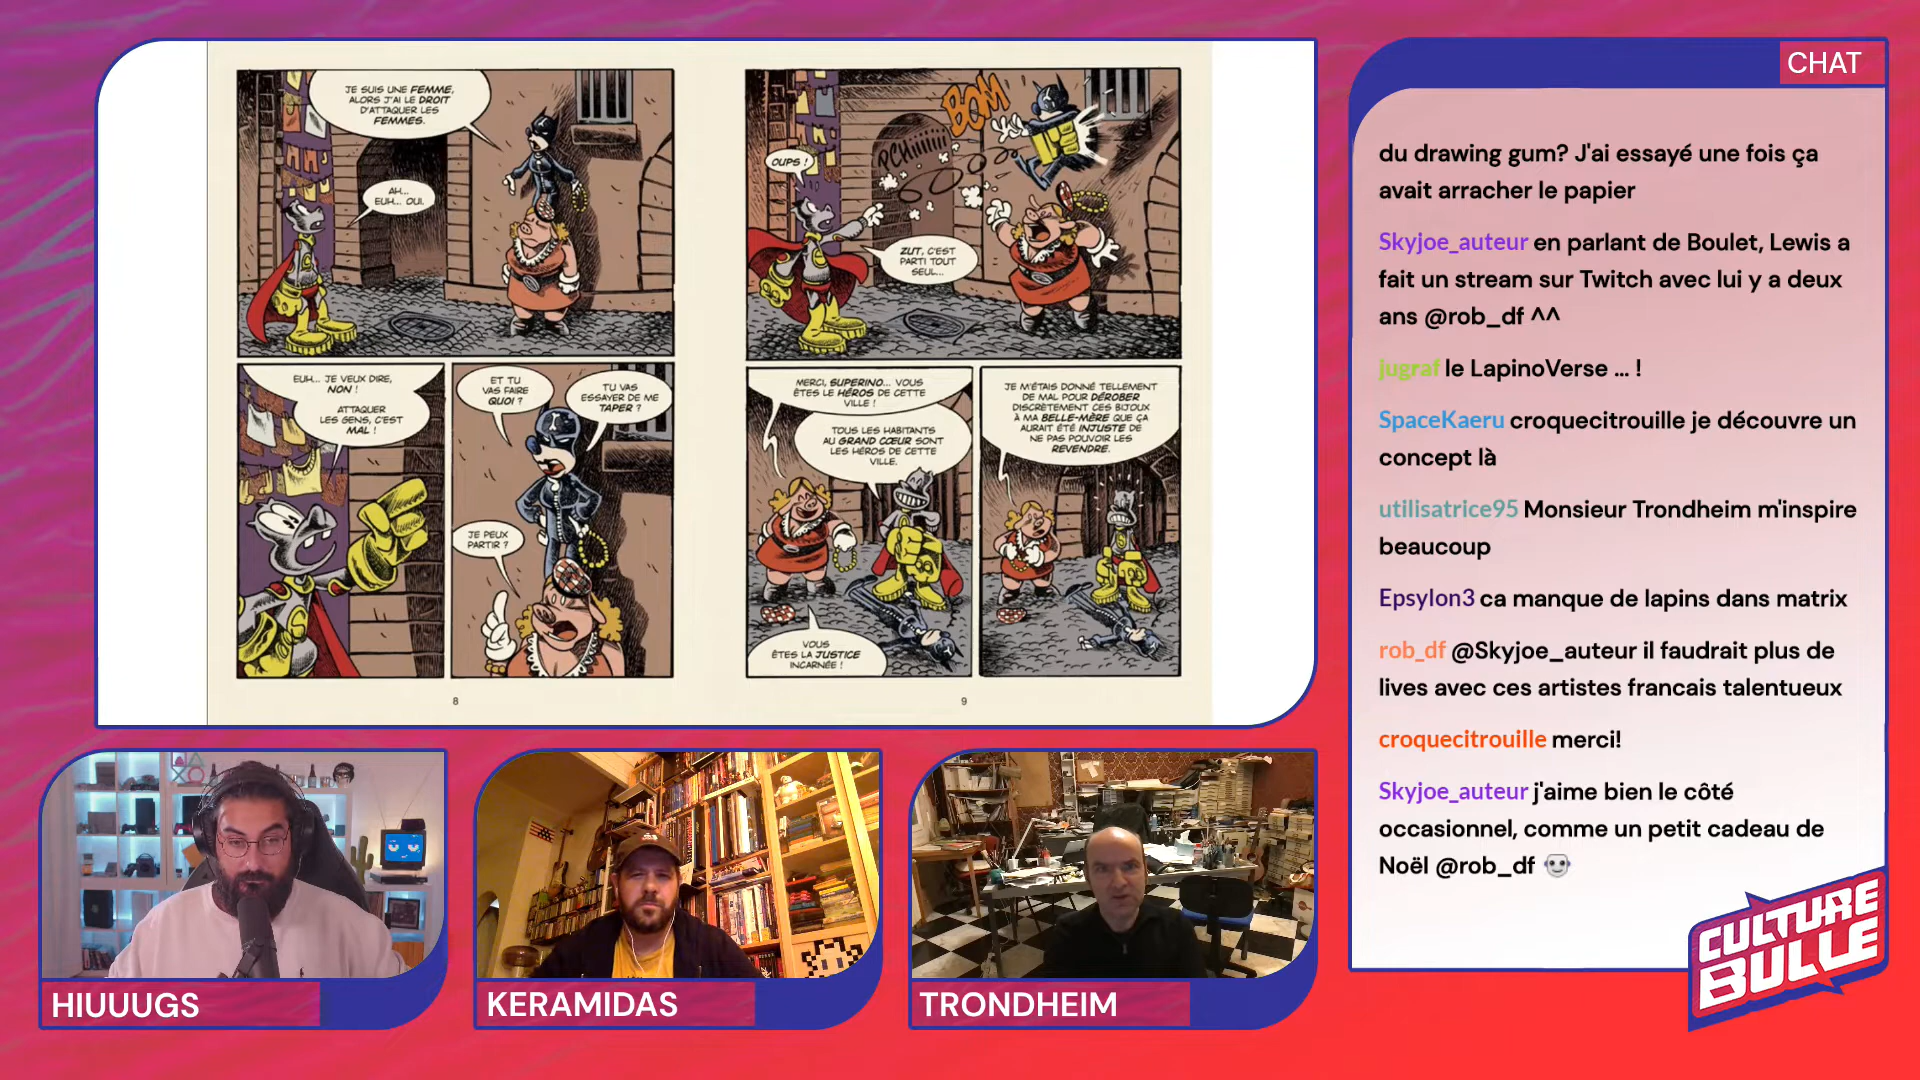 JE SUIS UNE FEMME,
ALORS J'AI LE DROIT
D'ATTAQUER LES
FEMMES.
AH...
EUH... OUI.
EUH... JE VEUX DIRE,
NON !
ATTAQUER
LES GENS, C'EST
MAL !
ET TU
VAS FAIRE
QUOI ?
TU VAS
ESSAYER DE ME
TAPER ?
JE PEUX
PARTIR ?
8
BOM
PCHiiiiii
OUPS !
ZUT, C'EST
PARTI TOUT
SEUL...
MERCI, SUPERINO... VOUS
ÊTES LE HÉROS DE CETTE
VILLE !
TOUS LES HABITANTS
AU GRAND CŒUR SONT
LES HÉROS DE CETTE
VILLE.
VOUS
ÊTES LA JUSTICE
INCARNÉE !
JE M'ÉTAIS DONNÉ TELLEMENT
DE MAL POUR DÉROBER
DISCRÈTEMENT CES BIJOUX
À MA BELLE-MÈRE QUE ÇA
AURAIT ÉTÉ INJUSTE DE
NE PAS POUVOIR LES
REVENDRE.
9
HIUUUGS
KERAMIDAS
TRONDHEIM
CHAT
du drawing gum? J'ai essayé une fois ça
avait arracher le papier
Skyjoe_auteur en parlant de Boulet, Lewis a
fait un stream sur Twitch avec lui y a deux
ans @rob_df ^^
jugraf le LapinoVerse ... !
SpaceKaeru croquecitrouille je découvre un
concept là
utilisatrice95 Monsieur Trondheim m'inspire
beaucoup
Epsylon3 ca manque de lapins dans matrix
rob_df @Skyjoe_auteur il faudrait plus de
lives avec ces artistes francais talentueux
croquecitrouille merci!
Skyjoe_auteur j'aime bien le côté
occasionnel, comme un petit cadeau de
Noël @rob_df
CULTURE
BULLE